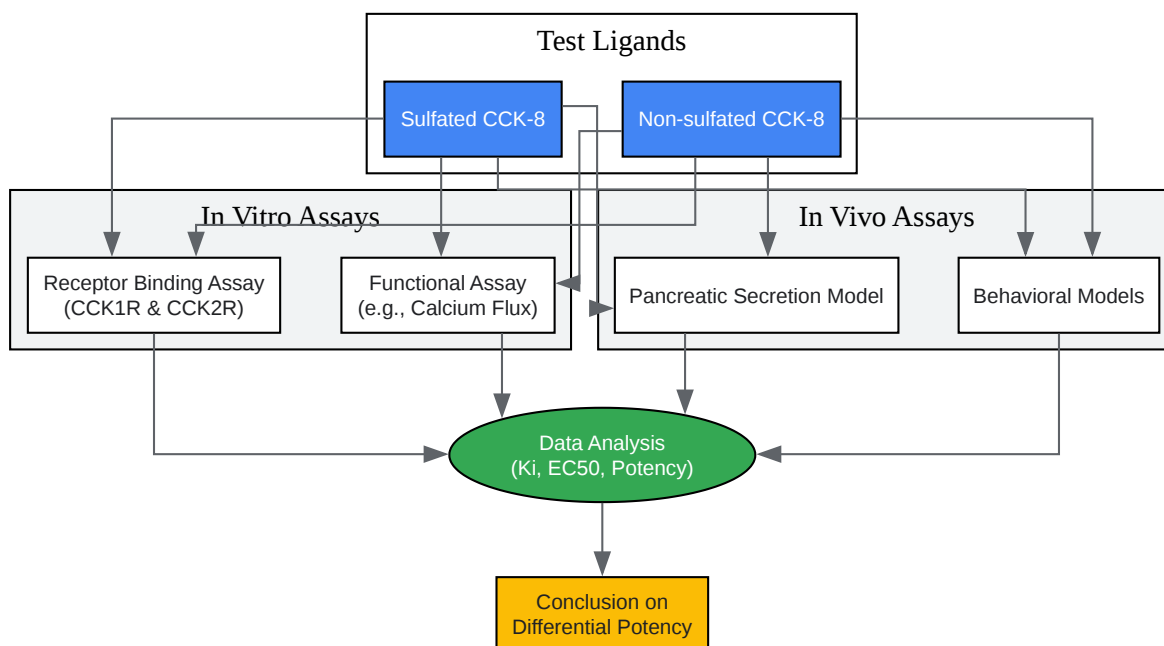 Test Ligands
Sulfated CCK-8
Non-sulfated CCK-8
In Vitro Assays
In Vivo Assays
Receptor Binding Assay
(CCK1R & CCK2R)
Functional Assay
(e.g., Calcium Flux)
Pancreatic Secretion Model
Behavioral Models
Data Analysis
(Ki, EC50, Potency)
Conclusion on
Differential Potency